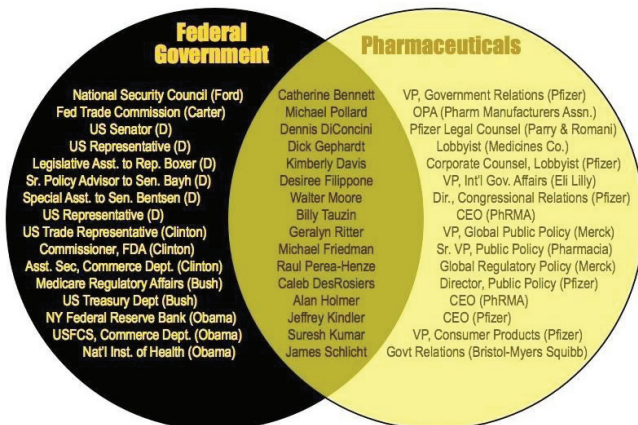 Federal
Government
Pharmaceuticals
National Security Council (Ford) Catherine Bennett VP, Government Relations (Pfizer)
Fed Trade Commission (Carter) Michael Pollard OPA (Pharm Manufacturers Assn.)
US Senator (D) Dennis DiConcini Pfizer Legal Counsel (Parry & Romani)
US Representative (D) Dick Gephardt Lobbyist (Medicines Co.)
Legislative Asst. to Rep. Boxer (D) Kimberly Davis Corporate Counsel, Lobbyist (Pfizer)
Sr. Policy Advisor to Sen. Bayh (D) Desiree Filippone VP, Int'l Gov. Affairs (Eli Lilly)
Special Asst. to Sen. Bentsen (D) Walter Moore Dir., Congressional Relations (Pfizer)
US Representative (D) Billy Tauzin CEO (PhRMA)
US Trade Representative (Clinton) Geralyn Ritter VP, Global Public Policy (Merck)
Commissioner, FDA (Clinton) Michael Friedman Sr. VP, Public Policy (Pharmacia)
Asst. Sec, Commerce Dept. (Clinton) Raul Perea-Henze Global Regulatory Policy (Merck)
Medicare Regulatory Affairs (Bush) Caleb DesRosiers Director, Public Policy (Pfizer)
US Treasury Dept (Bush) Alan Holmer CEO (PhRMA)
NY Federal Reserve Bank (Obama) Jeffrey Kindler CEO (Pfizer)
USFCS, Commerce Dept. (Obama) Suresh Kumar VP, Consumer Products (Pfizer)
Nat'l Inst. of Health (Obama) James Schlicht Govt Relations (Bristol-Myers Squibb)